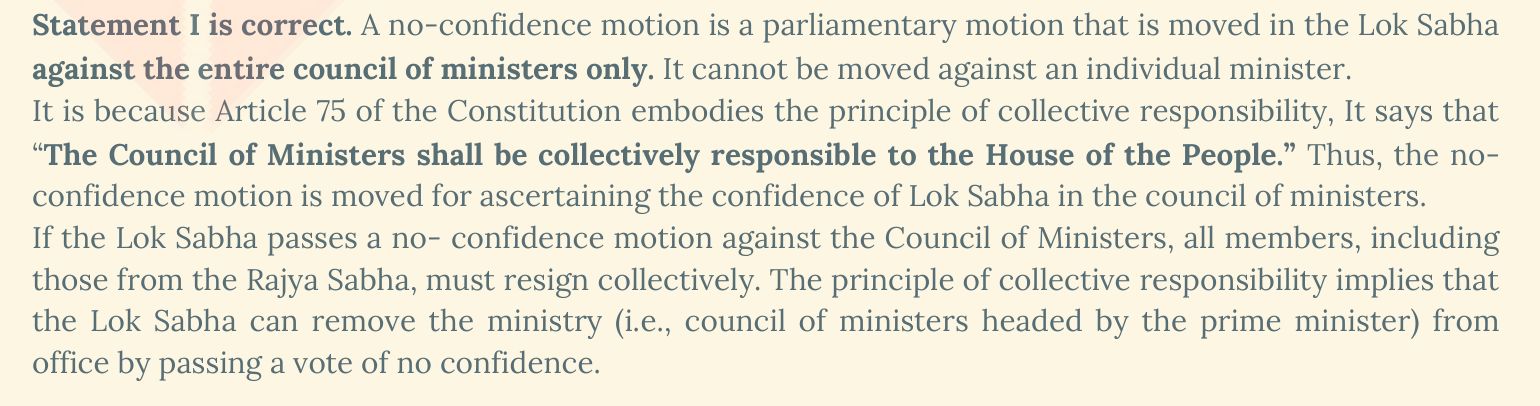 Statement I is correct. A no-confidence motion is a parliamentary motion that is moved in the Lok Sabha
against the entire council of ministers only. It cannot be moved against an individual minister.
It is because Article 75 of the Constitution embodies the principle of collective responsibility, It says that
“The Council of Ministers shall be collectively responsible to the House of the People.” Thus, the no-
confidence motion is moved for ascertaining the confidence of Lok Sabha in the council of ministers.
If the Lok Sabha passes a no- confidence motion against the Council of Ministers, all members, including
those from the Rajya Sabha, must resign collectively. The principle of collective responsibility implies that
the Lok Sabha can remove the ministry (i.e., council of ministers headed by the prime minister) from
office by passing a vote of no confidence.